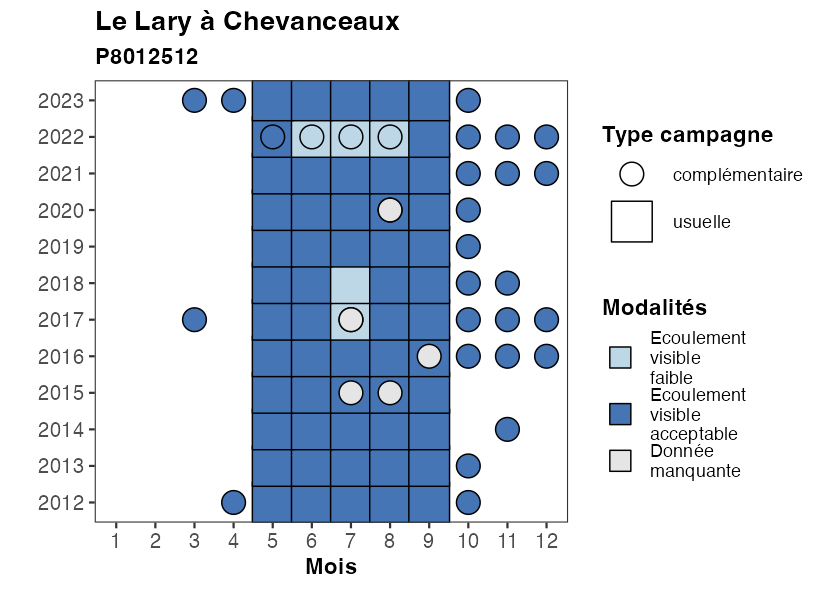 Le Lary à Chevanceaux
P8012512
2023
2022
2021
2020
2019
2018
2017
2016
2015
2014
2013
2012
1 2 3 4 5 6 7 8 9 10 11 12
Mois
Type campagne
complémentaire
usuelle
Modalités
Ecoulement
visible
faible
Ecoulement
visible
acceptable
Donnée
manquante